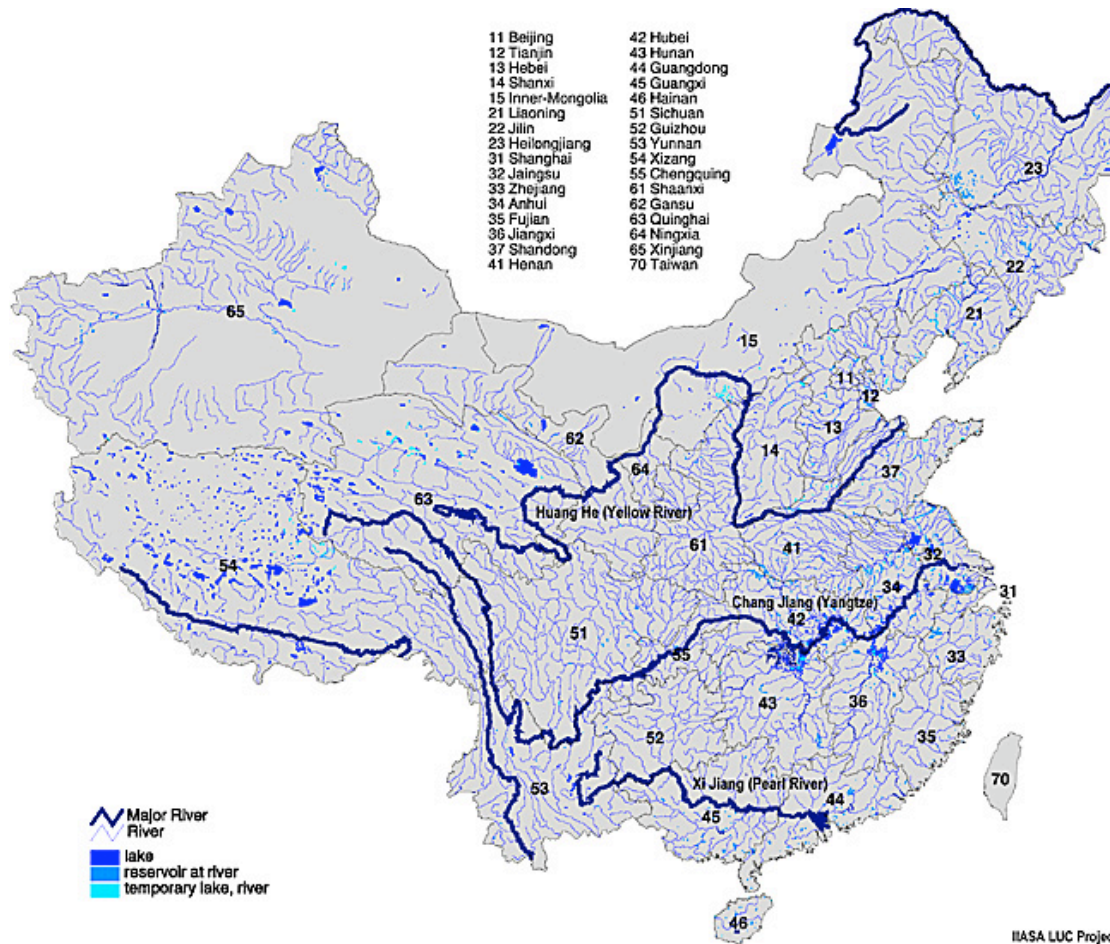 11 Beijing
12 Tianjin
13 Hebei
14 Shanxi
15 Inner-Mongolia
21 Liaoning
22 Jilin
23 Heilongjiang
31 Shanghai
32 Jaingsu
33 Zhejiang
34 Anhui
35 Fujian
36 Jiangxi
37 Shandong
41 Henan
42 Hubei
43 Hunan
44 Guangdong
45 Guangxi
46 Hainan
51 Sichuan
52 Guizhou
53 Yunnan
54 Xizang
55 Chengquing
61 Shaanxi
62 Gansu
63 Quinghai
64 Ningxia
65 Xinjiang
70 Taiwan
23
22
65
21
15
11
12
13
62
14
64
37
63
Huang He (Yellow River)
61
41
32
54
34
31
Chang Jiang (Yangtze)
42
51
55
33
43
36
52
35
70
Xi Jiang (Pearl River)
53
44
45
Major River
River
lake
reservoir at river
temporary lake, river
46
IIASA LUC Projec